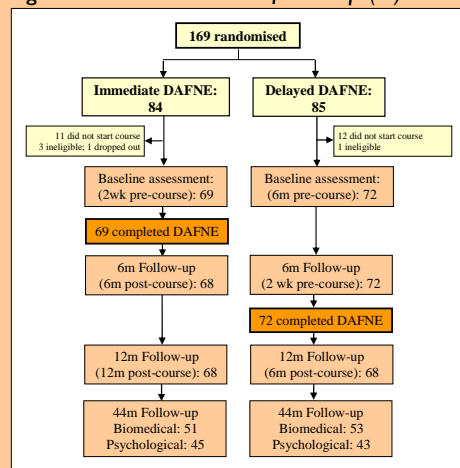 169 randomised
Immediate DAFNE:
84
Delayed DAFNE:
85
11 did not start course
3 ineligible; 1 dropped out
12 did not start course
1 ineligible
Baseline assessment:
(2wk pre-course): 69
Baseline assessment:
(6m pre-course): 72
69 completed DAFNE
6m Follow-up
(6m post-course): 68
6m Follow-up
(2 wk pre-course): 72
72 completed DAFNE
12m Follow-up
(12m post-course): 68
12m Follow-up
(6m post-course): 68
44m Follow-up
Biomedical: 51
Psychological: 45
44m Follow-up
Biomedical: 53
Psychological: 43